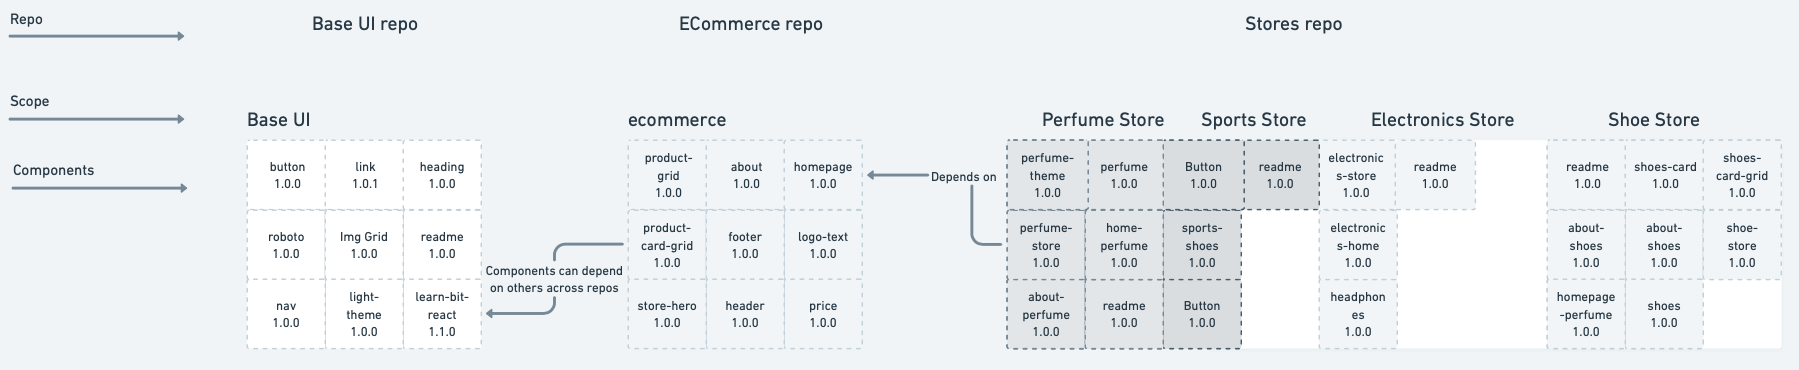 Repo
Base UI repo
ECommerce repo
Stores repo
Scope
Base UI
ecommerce
Perfume Store
Sports Store
Electronics Store
Shoe Store
Components
button
1.0.0
link
1.0.1
heading
1.0.0
roboto
1.0.0
Img Grid
1.0.0
readme
1.0.0
nav
1.0.0
light-
theme
1.0.0
learn-bit-
react
1.1.0
Components can depend
on others across repos
product-
grid
1.0.0
about
1.0.0
homepage
1.0.0
product-
card-grid
1.0.0
footer
1.0.0
logo-text
1.0.0
store-hero
1.0.0
header
1.0.0
price
1.0.0
Depends on
perfume-
theme
1.0.0
perfume
1.0.0
Button
1.0.0
readme
1.0.0
perfume-
store
1.0.0
home-
perfume
1.0.0
sports-
shoes
1.0.0
about-
perfume
1.0.0
readme
1.0.0
Button
1.0.0
electronic
s-store
1.0.0
readme
1.0.0
electronic
s-home
1.0.0
headphon
es
1.0.0
readme
1.0.0
shoes-card
1.0.0
shoes-
card-grid
1.0.0
about-
shoes
1.0.0
about-
shoes
1.0.0
shoe-
store
1.0.0
homepage
-perfume
1.0.0
shoes
1.0.0